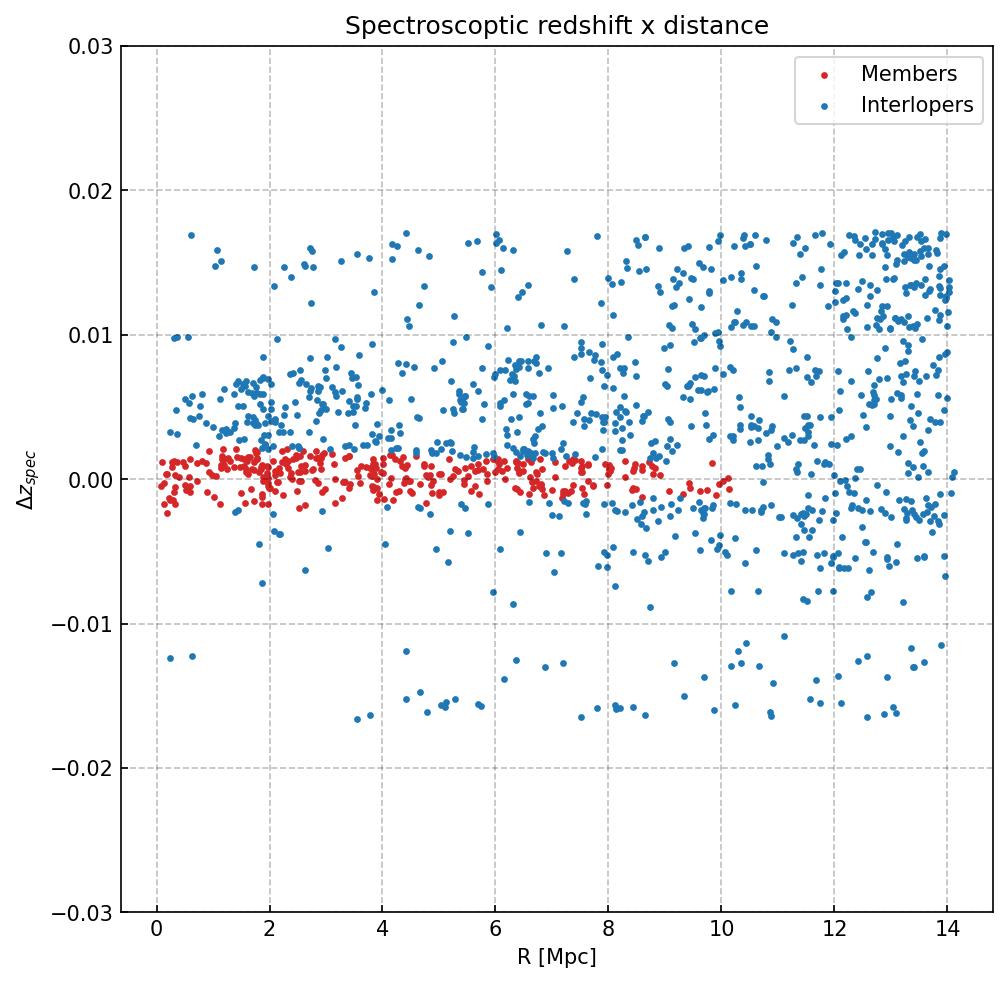 Spectroscoptic redshift x distance
0.03
Members
Interlopers
0.02
0.01
0.00
−0.01
−0.02
−0.03
Δz_spec
0 2 4 6 8 10 12 14
R [Mpc]